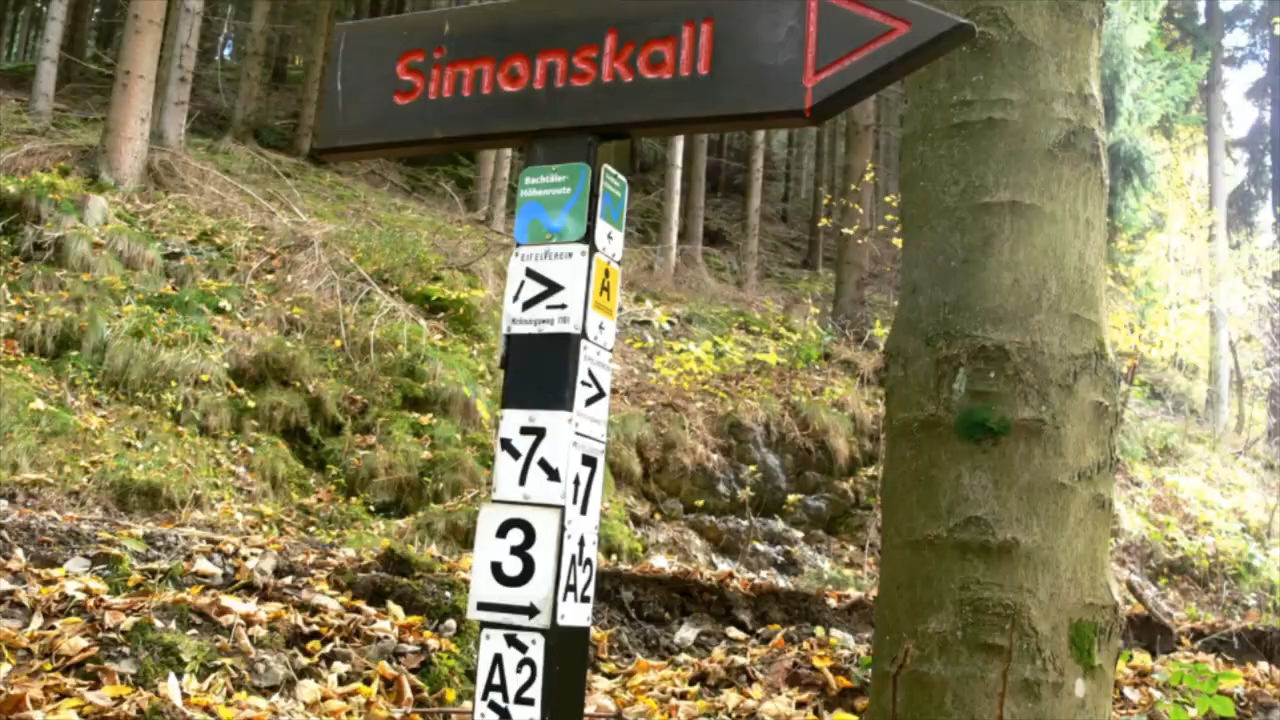 Simonskall
Bachtäler-
Höhenroute
EIFELVEREIN
Krönungsweg (10)
7
7
3
A2
A2